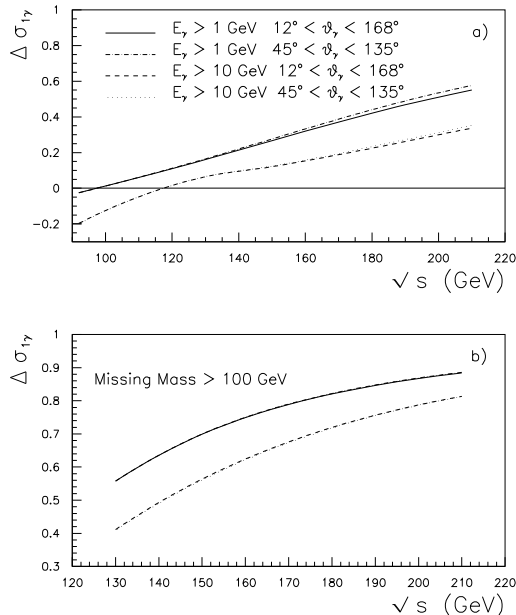 Δ σ₁γ
a)
Eγ > 1 GeV 12° < ϑγ < 168°
Eγ > 1 GeV 45° < ϑγ < 135°
Eγ > 10 GeV 12° < ϑγ < 168°
Eγ > 10 GeV 45° < ϑγ < 135°
1
0.8
0.6
0.4
0.2
0
-0.2
100 120 140 160 180 200 220
√ s (GeV)
Δ σ₁γ
b)
Missing Mass > 100 GeV
1
0.9
0.8
0.7
0.6
0.5
0.4
0.3
120 130 140 150 160 170 180 190 200 210 220
√ s (GeV)